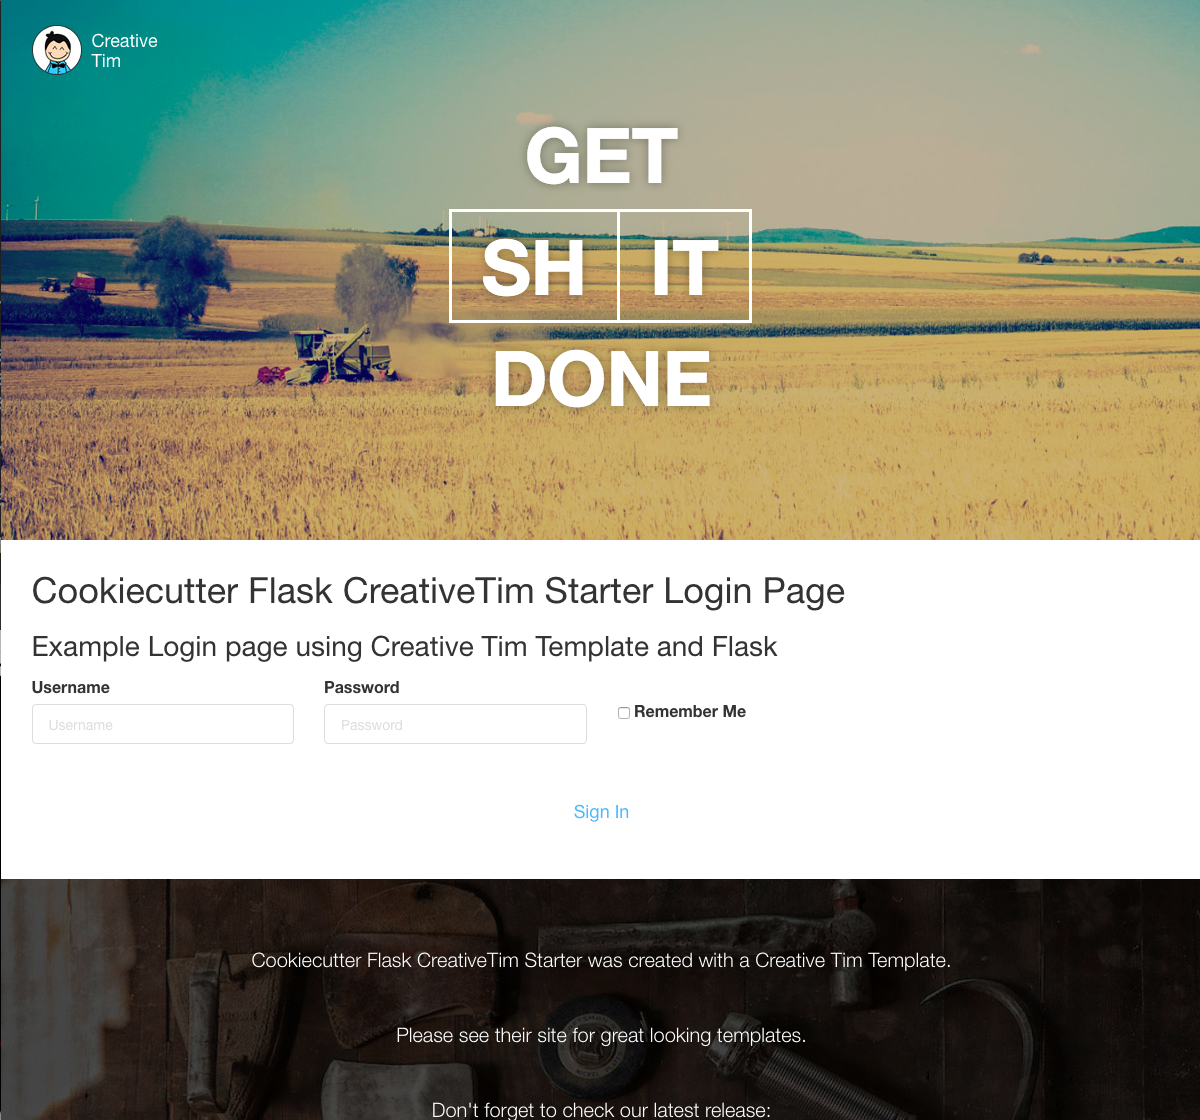 Creative
Tim
GET
SH IT
DONE
Cookiecutter Flask CreativeTim Starter Login Page
Example Login page using Creative Tim Template and Flask
Username Password
Username Password Remember Me
Sign In
Cookiecutter Flask CreativeTim Starter was created with a Creative Tim Template.
Please see their site for great looking templates.
Don't forget to check our latest release: